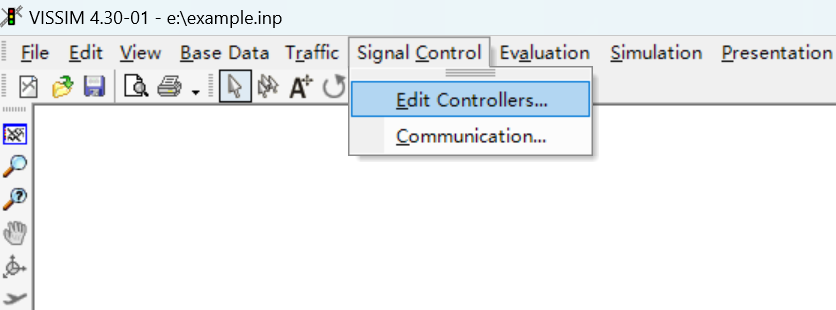 VISSIM 4.30-01 - e:\example.inp
File Edit View Base Data Traffic Signal Control Evaluation Simulation Presentation
A+
Edit Controllers...
Communication...